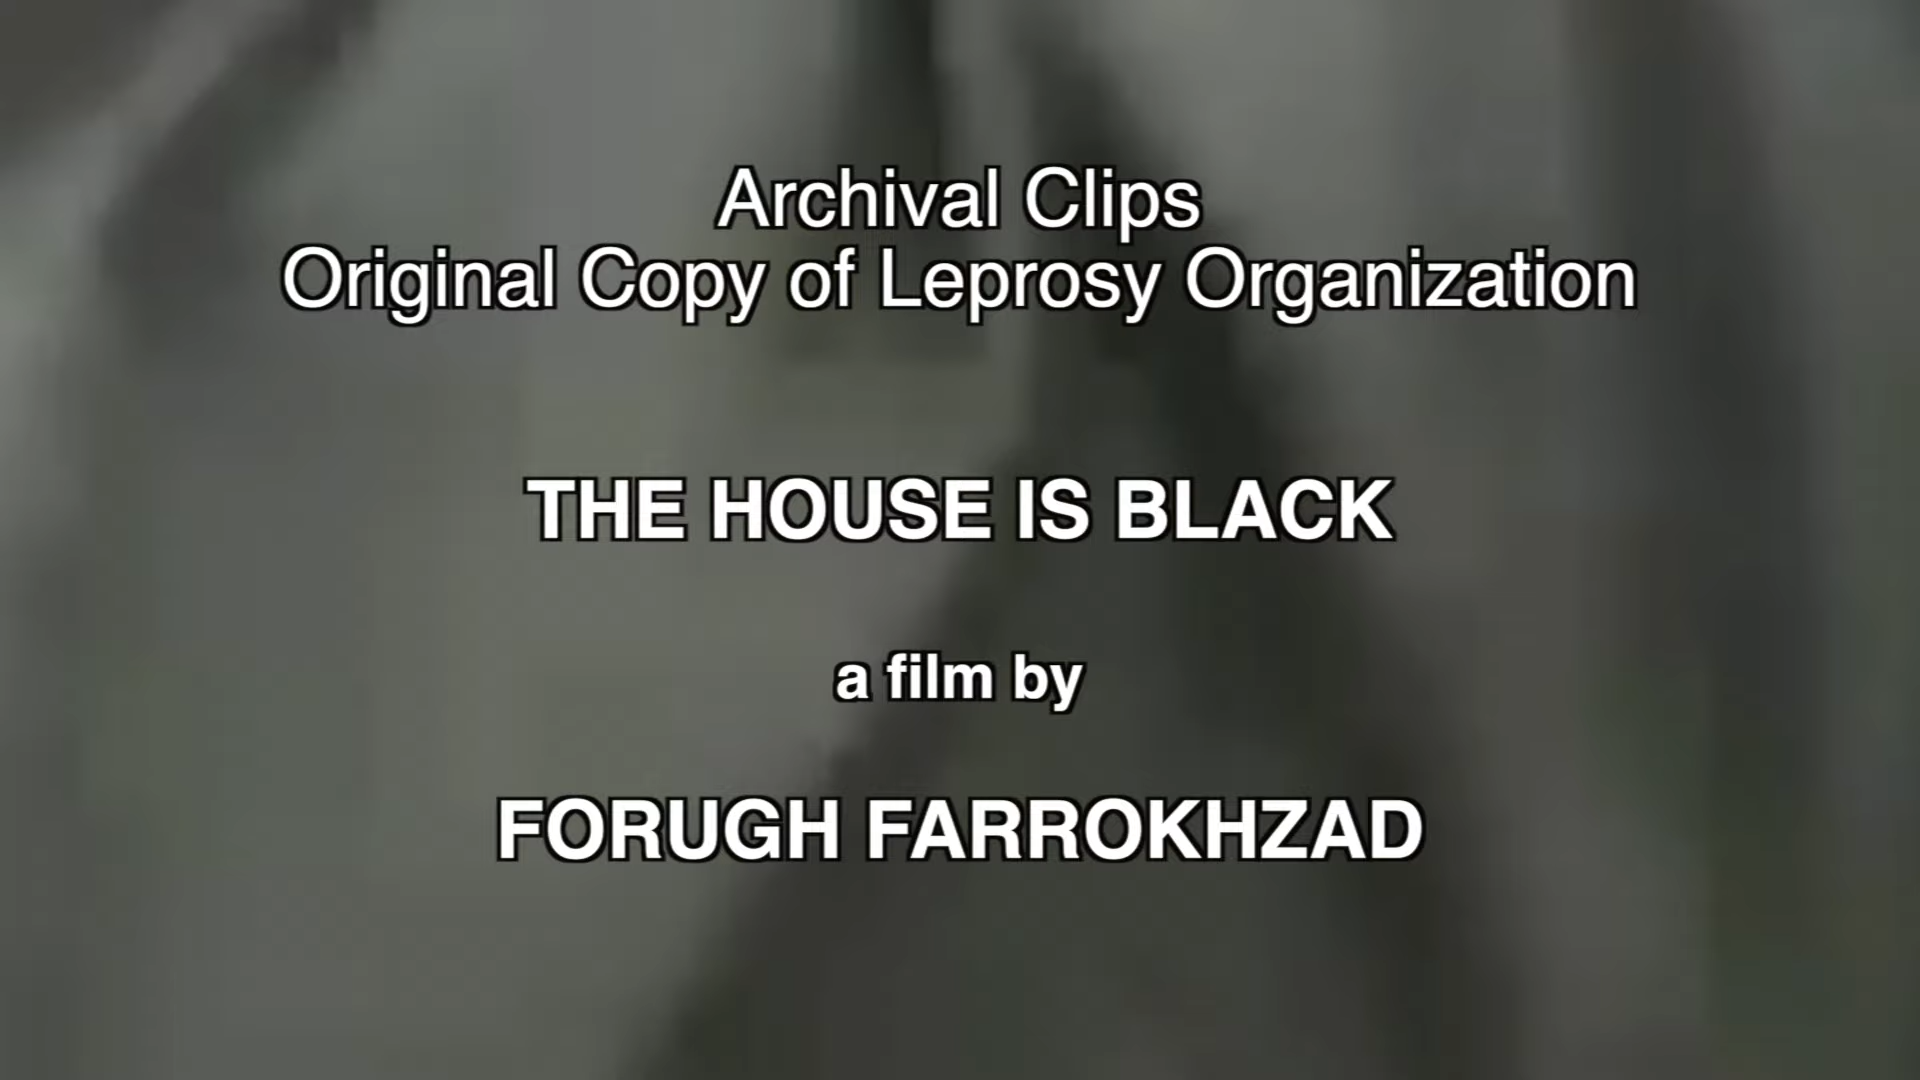 Archival Clips
Original Copy of Leprosy Organization
THE HOUSE IS BLACK
a film by
FORUGH FARROKHZAD